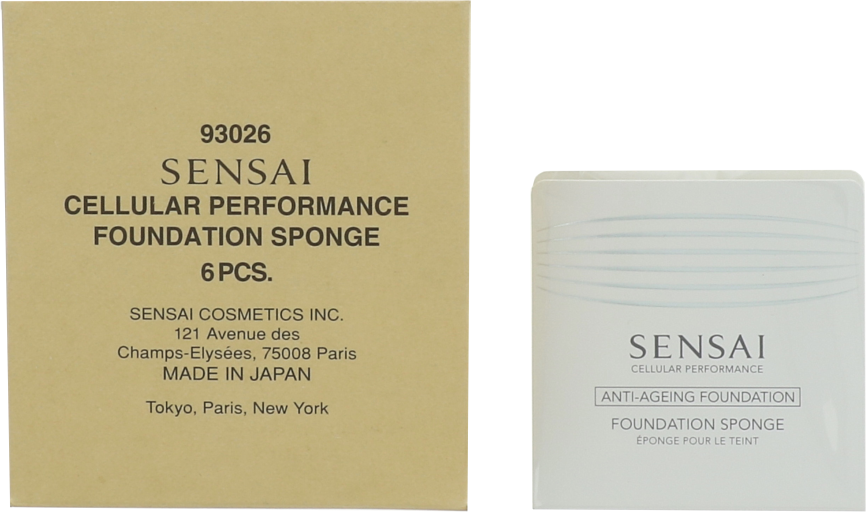 93026
SENSAI
CELLULAR PERFORMANCE
FOUNDATION SPONGE
6 PCS.
SENSAI COSMETICS INC.
121 Avenue des
Champs-Elysées, 75008 Paris
MADE IN JAPAN
Tokyo, Paris, New York
SENSAI
CELLULAR PERFORMANCE
ANTI-AGEING FOUNDATION
FOUNDATION SPONGE
ÉPONGE POUR LE TEINT